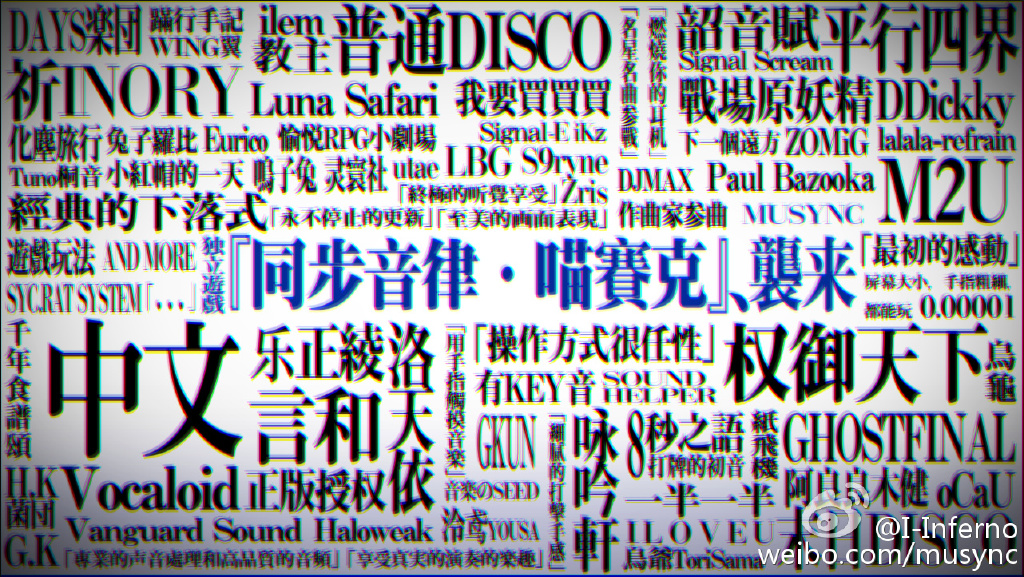 DAYS楽団
蹁行手記
WING翼
ilem
教主
普通DISCO
『名星名曲参戰』
『燃燒你的耳机』
韶音賦
平行四界
Signal Scream
祈INORY
Luna Safari
我要買買買
戰場原妖精
DDickky
化塵旅行
兔子羅比
Eurico
愉悦RPG小劇場
Signal-E iKz
下一個遠方
ZOMiG
lalala-refrain
Tuno桐音
小紅帽的一天
鳴子兔
灵寰社
utae
LBG
S9ryne
「終極的听覺享受」
Žris
DJMAX
Paul Bazooka
M2U
經典的下落式
「永不停止的更新」
「至美的画面表現」
作曲家参曲
MUSYNC
遊戲玩法
AND MORE
SYC.RAT SYSTEM「...」
独立遊戲
『同步音律・喵賽克』、襲来
「最初的感動」
屏幕大小，手指粗細，
都能玩
0.00001
千年食譜頌
中文
乐正綾
洛天依
言和
『用手指觸摸音樂』
「操作方式很任性」
有KEY音
SOUND
HELPER
权御天下
烏龜
GKUN
『細膩的打擊手感』
咏吟軒
8秒之語
打牌的初音
紙飛機
GHOSTFINAL
H.K
菌団
G.K
Vocaloid
正版授权
音楽のSEED
一半一半
阿良良木健
oCaU
Vanguard Sound
Haloweak
泠鸢
YOUSA
I L O V E U
「專業的声音處理和高品質的音頻」
「享受真実的演奏的樂趣」
烏爺ToriSama
@I-Inferno
weibo.com/musync